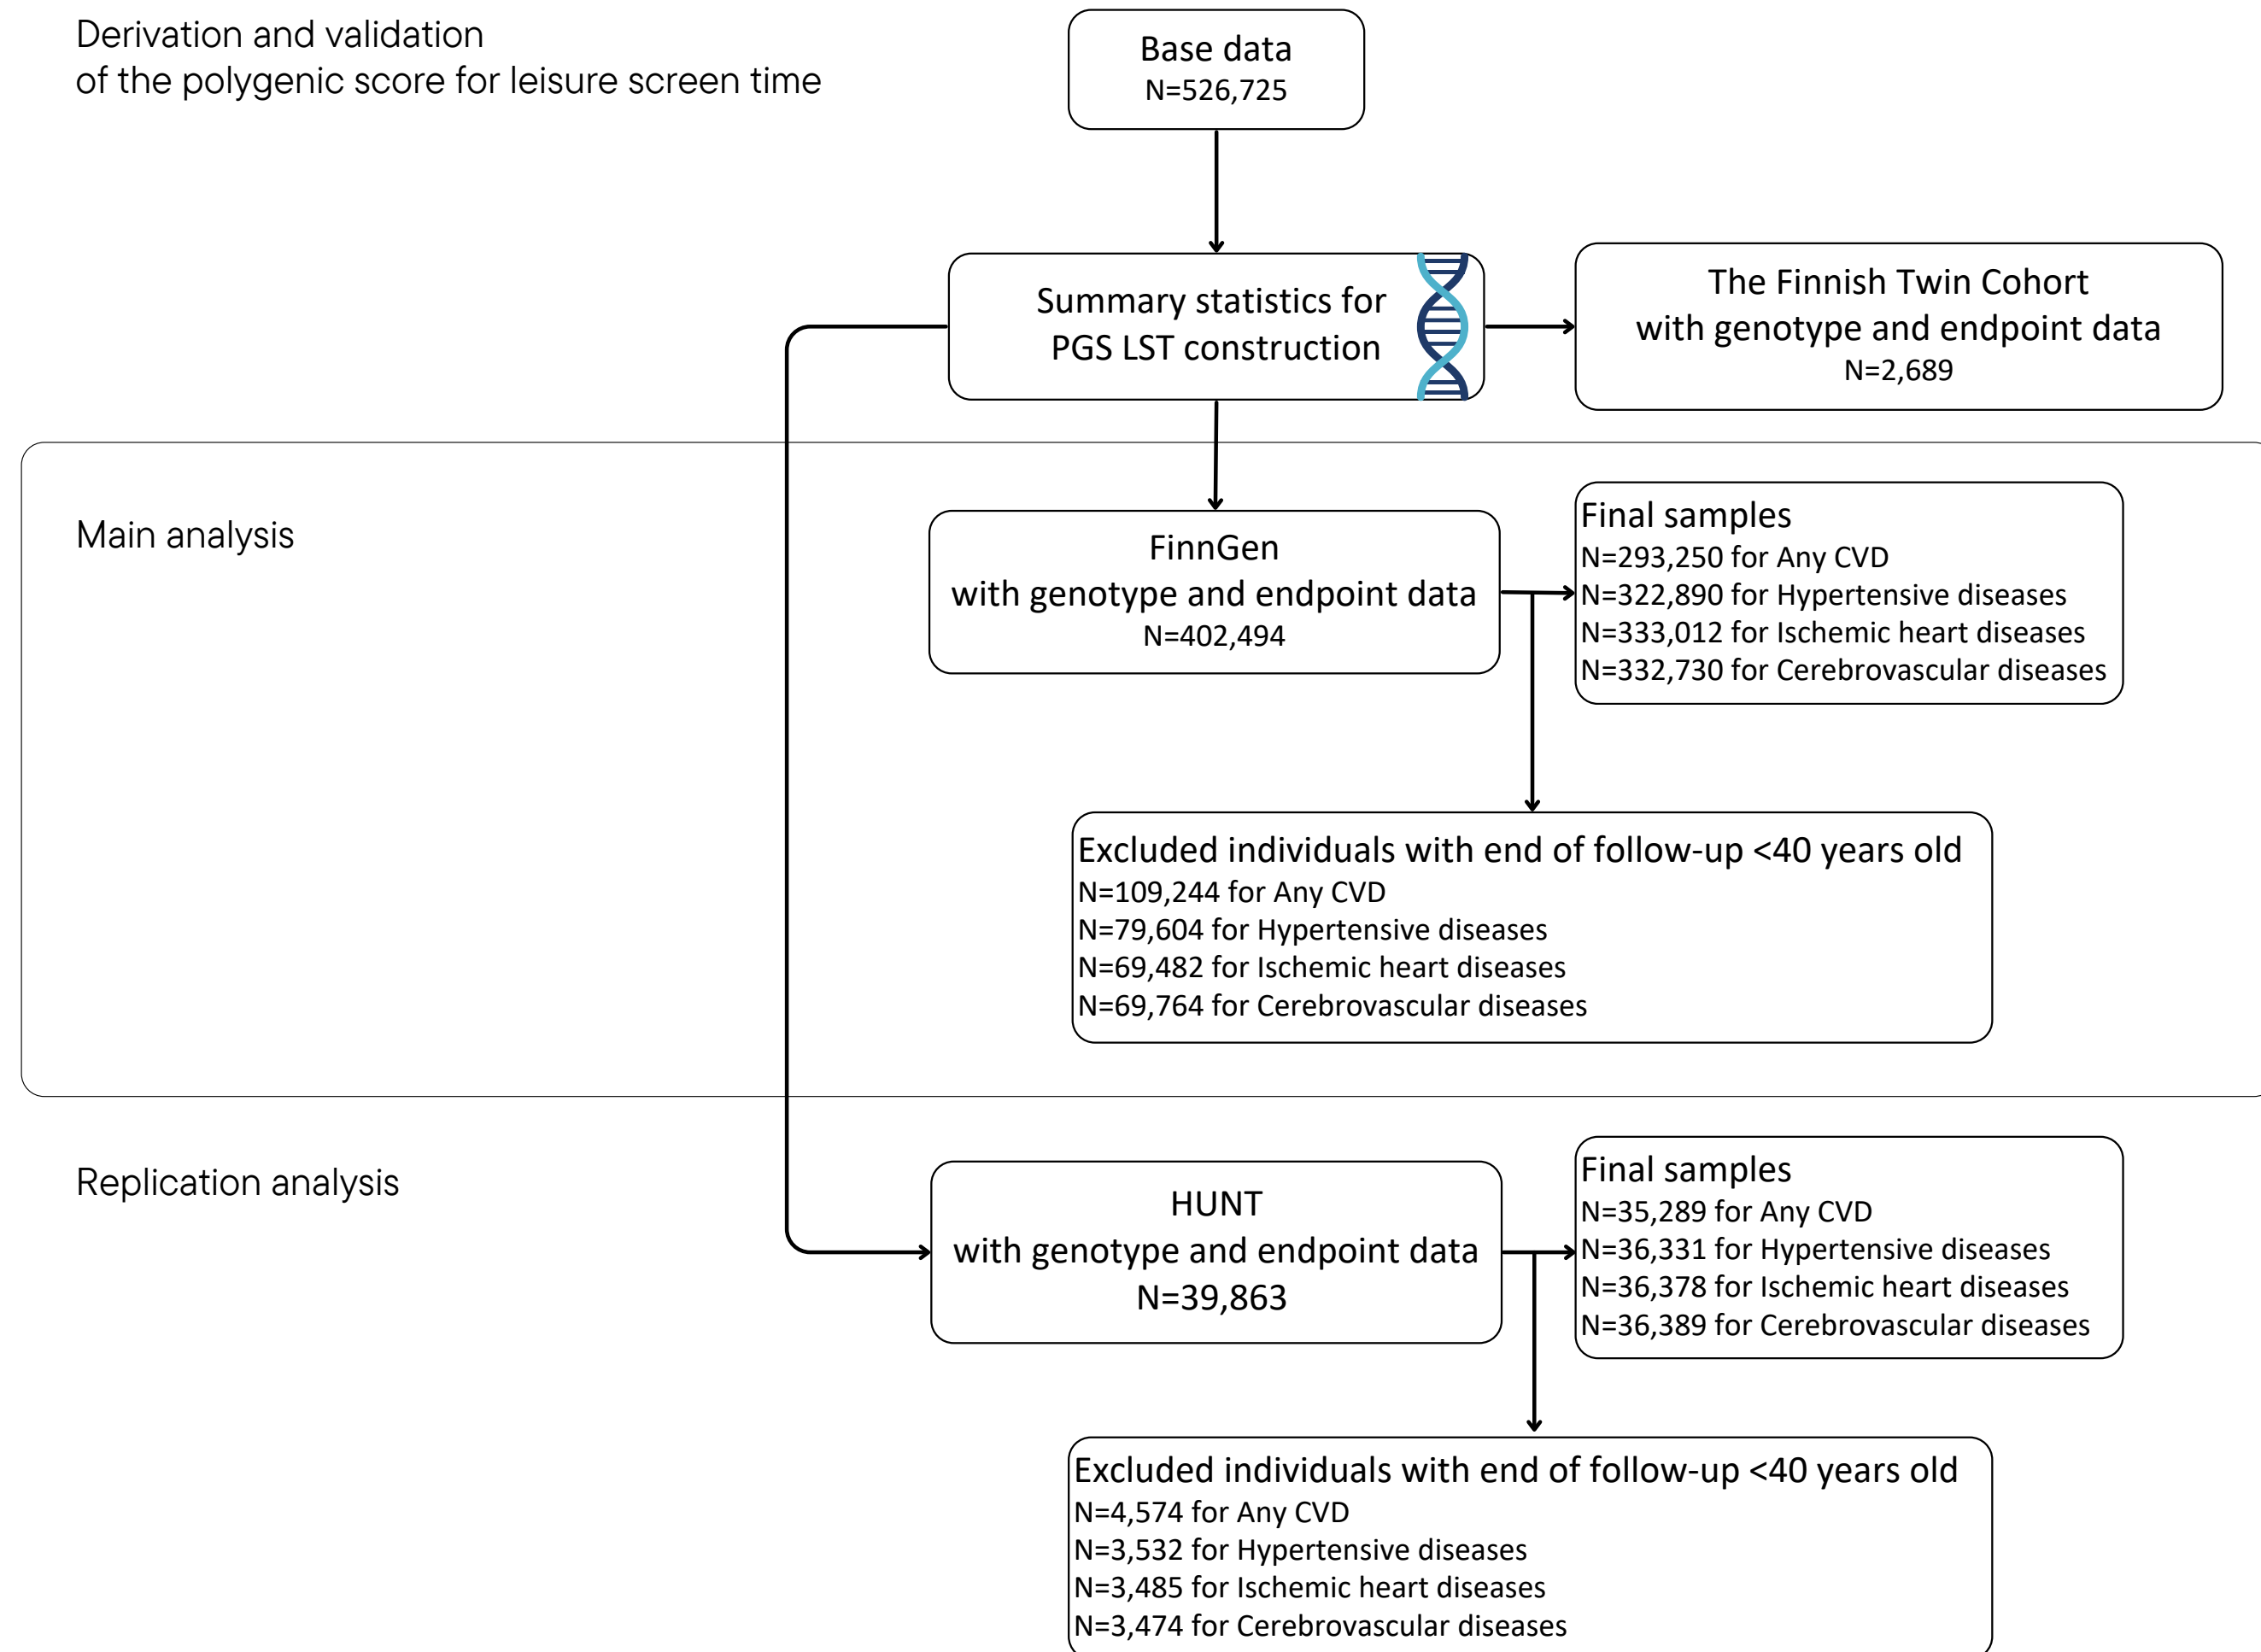 Derivation and validation
of the polygenic score for leisure screen time
Base data
N=526,725
Summary statistics for
PGS LST construction
The Finnish Twin Cohort
with genotype and endpoint data
N=2,689
Main analysis
FinnGen
with genotype and endpoint data
N=402,494
Final samples
N=293,250 for Any CVD
N=322,890 for Hypertensive diseases
N=333,012 for Ischemic heart diseases
N=332,730 for Cerebrovascular diseases
Excluded individuals with end of follow-up <40 years old
N=109,244 for Any CVD
N=79,604 for Hypertensive diseases
N=69,482 for Ischemic heart diseases
N=69,764 for Cerebrovascular diseases
Replication analysis
HUNT
with genotype and endpoint data
N=39,863
Final samples
N=35,289 for Any CVD
N=36,331 for Hypertensive diseases
N=36,378 for Ischemic heart diseases
N=36,389 for Cerebrovascular diseases
Excluded individuals with end of follow-up <40 years old
N=4,574 for Any CVD
N=3,532 for Hypertensive diseases
N=3,485 for Ischemic heart diseases
N=3,474 for Cerebrovascular diseases